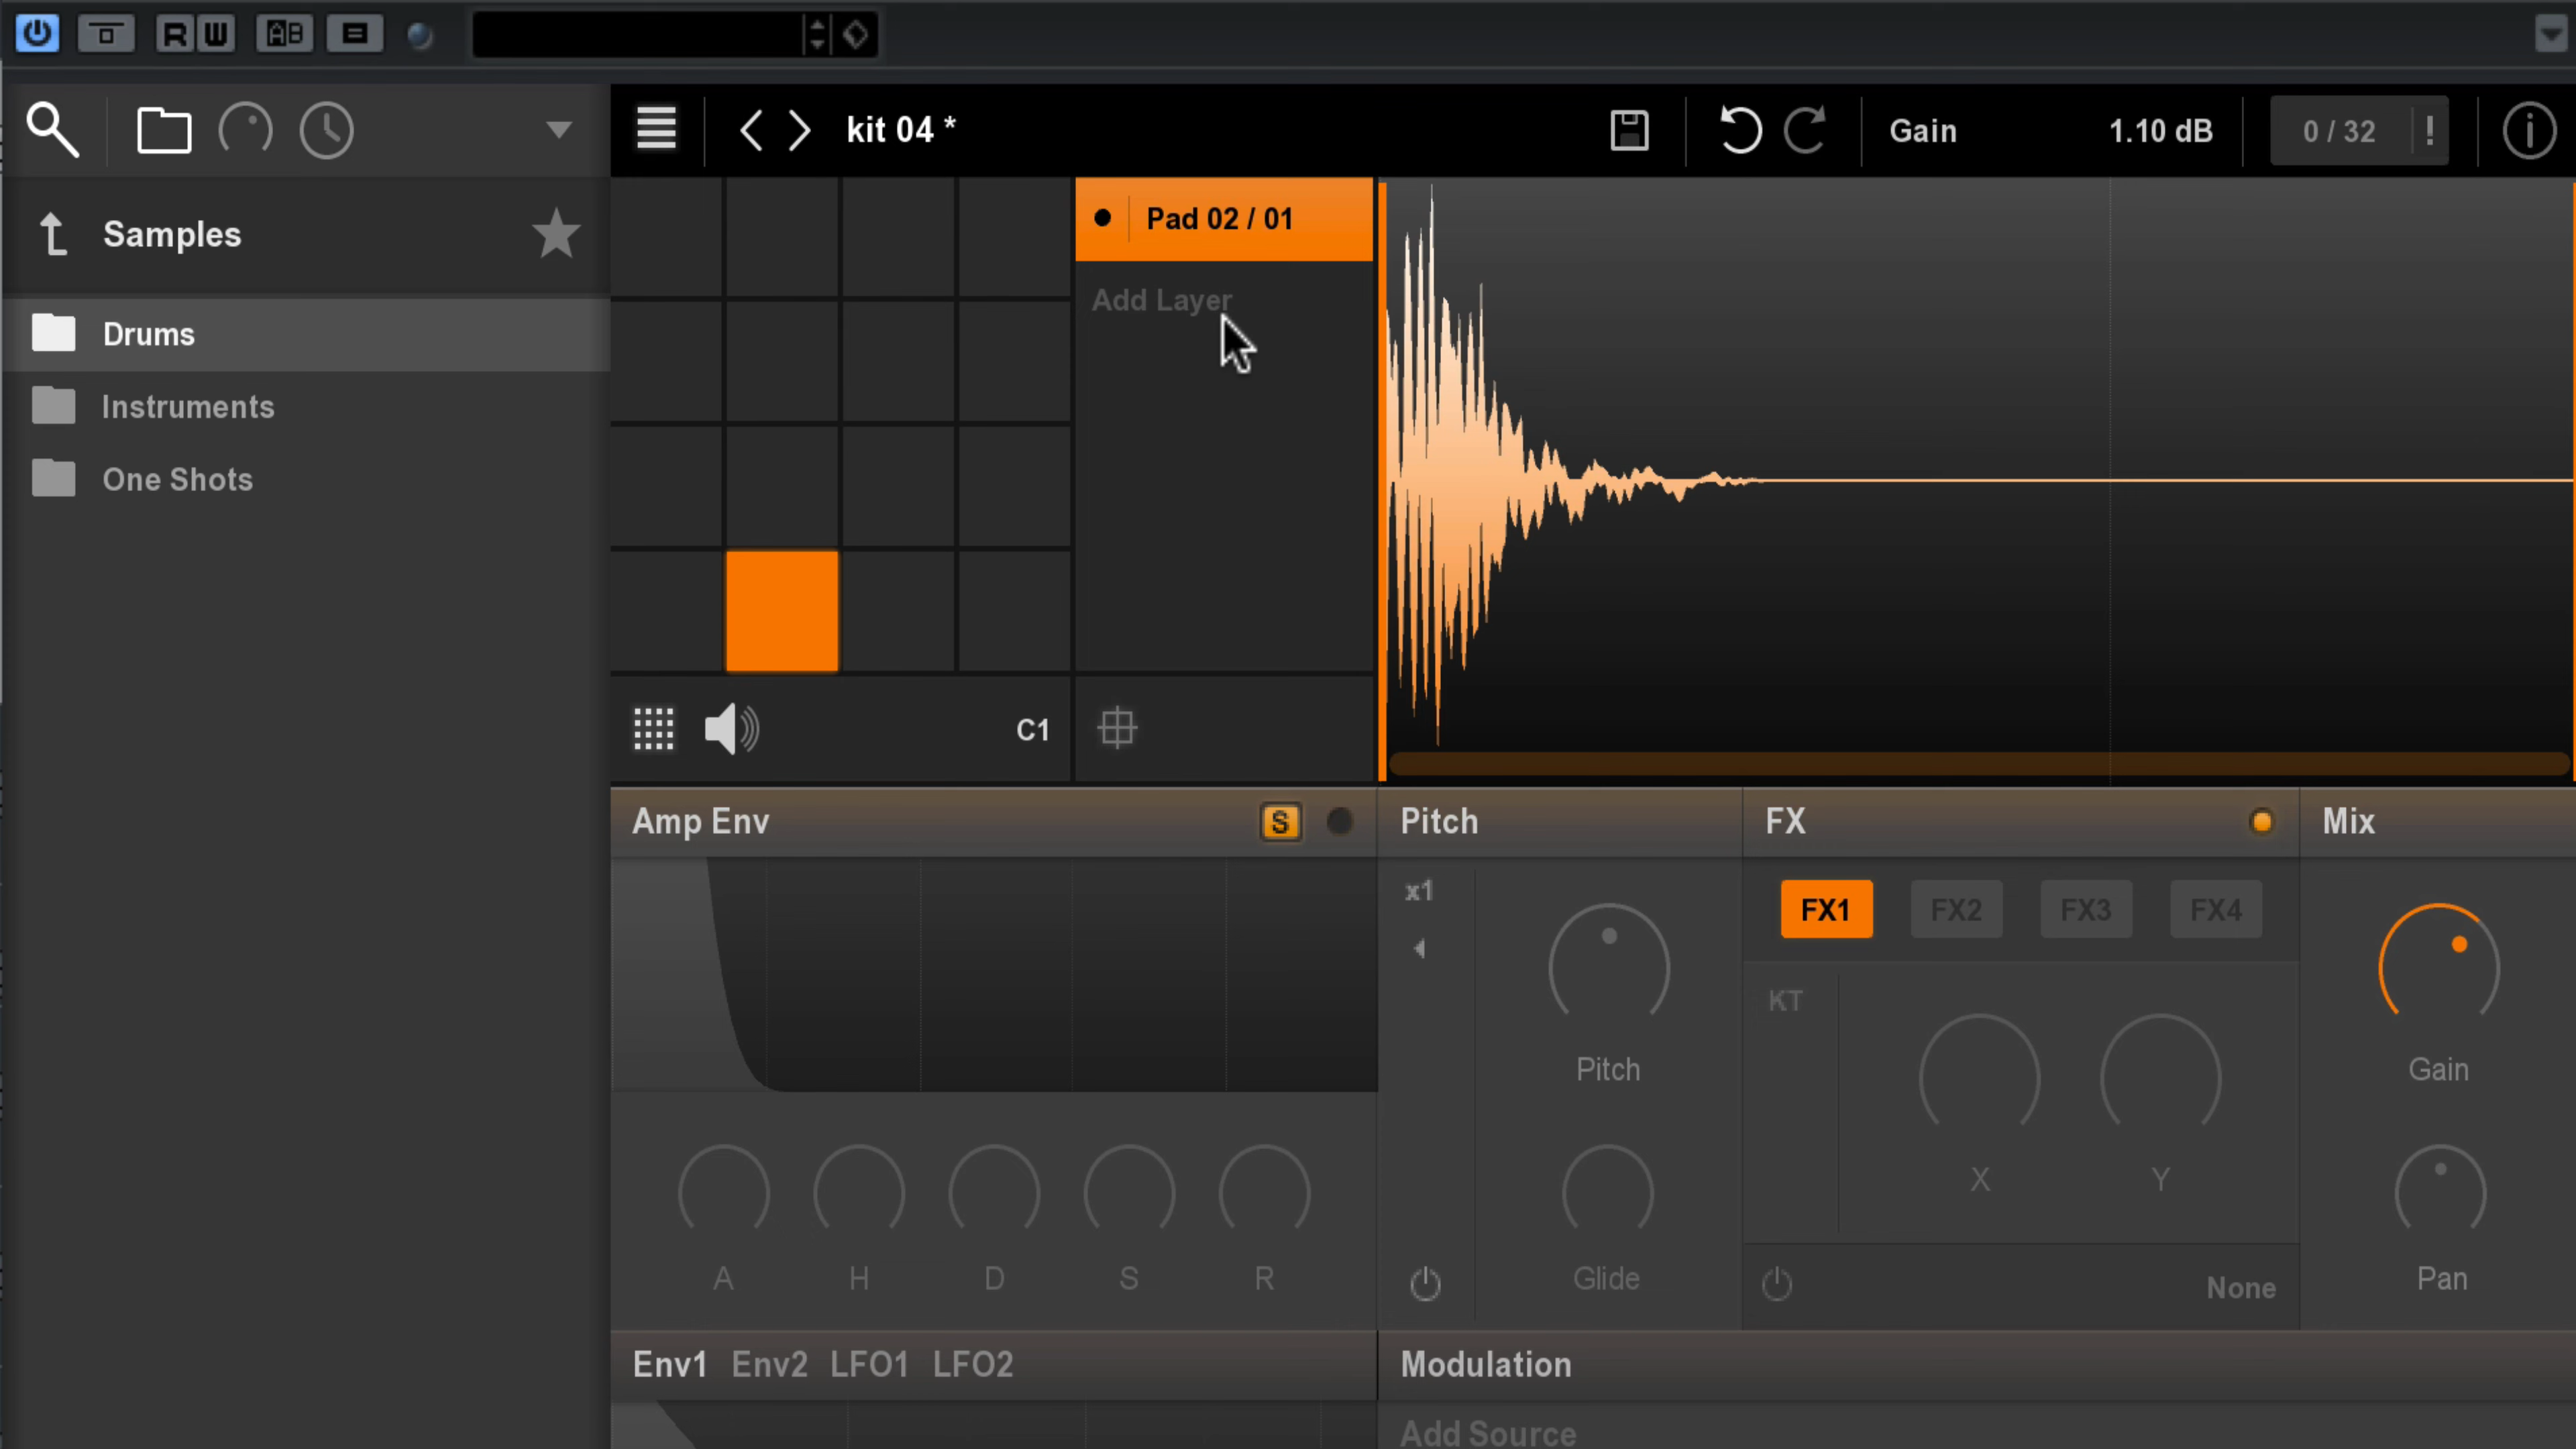 R W AB
kit 04 *
Gain 1.10 dB 0 / 32 !
Samples
Pad 02 / 01
Add Layer
Drums
Instruments
One Shots
C1
Amp Env S Pitch FX Mix
x1
FX1 FX2 FX3 FX4
KT
Pitch Gain
X Y
A H D S R Glide Pan
None
Env1 Env2 LFO1 LFO2 Modulation
Add Source